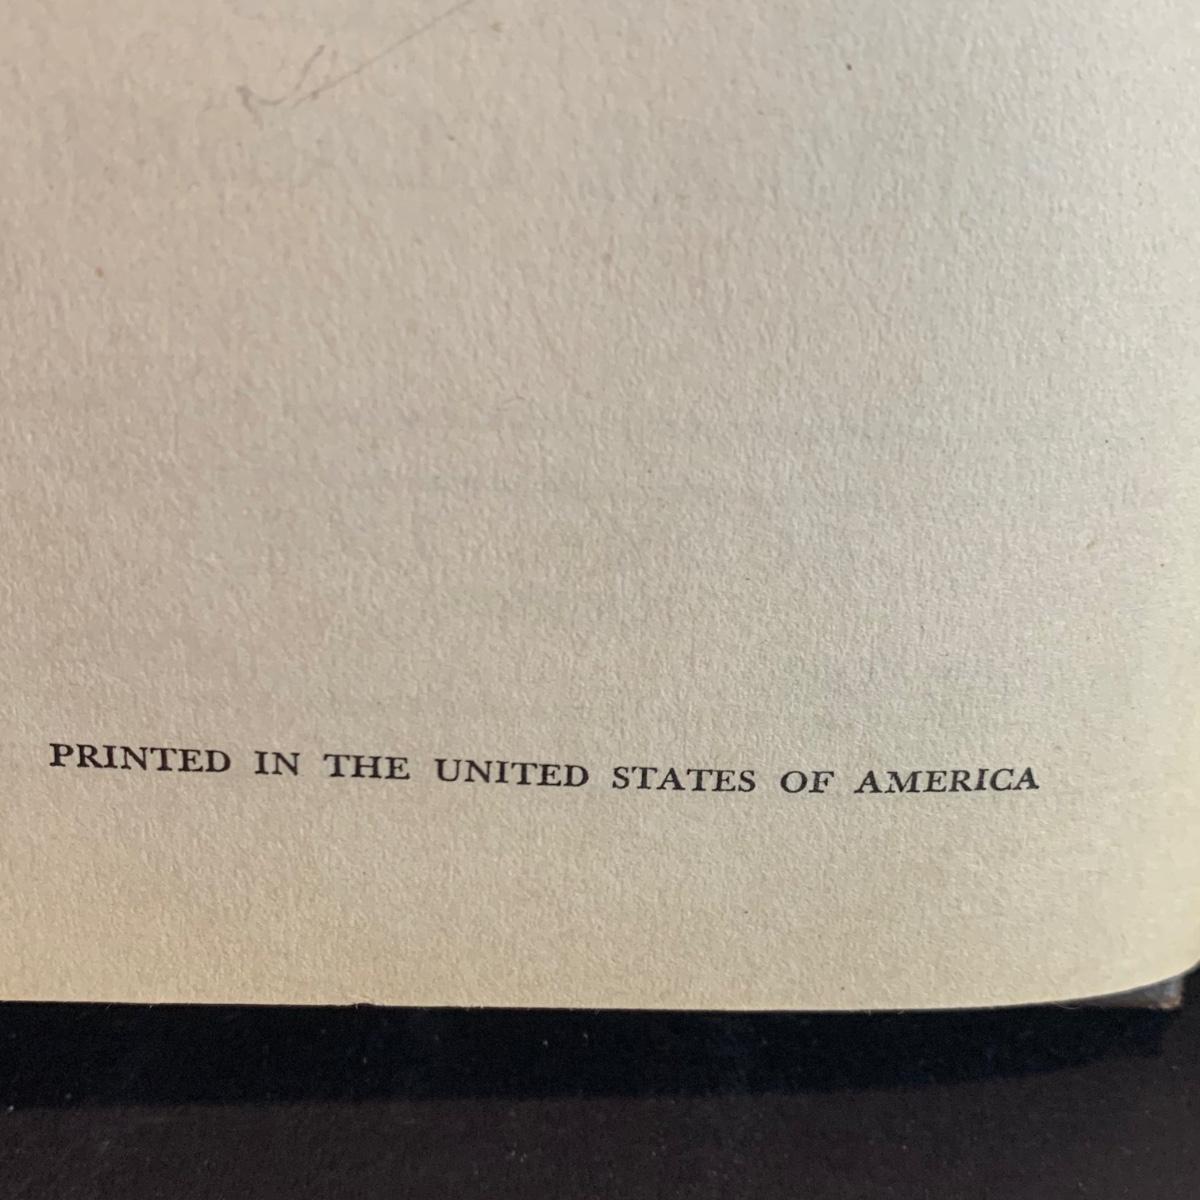 PRINTED IN THE UNITED STATES OF AMERICA